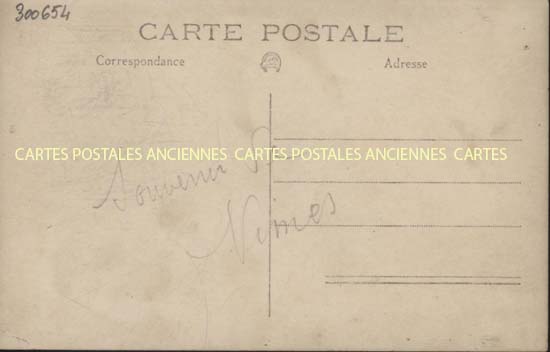 300654
CARTE POSTALE
Correspondance
Adresse
CARTES POSTALES ANCIENNES CARTES POSTALES ANCIENNES CARTES
Souvenir
Nimes